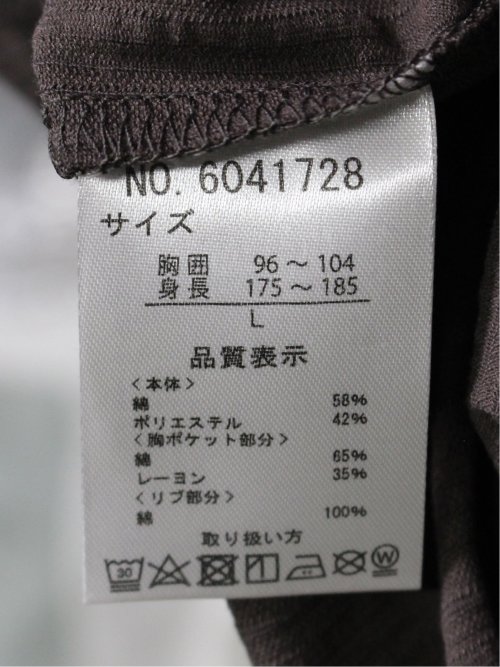 NO. 6041728
サイズ
胸囲 96 ～ 104
身長 175 ～ 185
L
品質表示
＜本体＞
綿 58%
ポリエステル 42%
＜胸ポケット部分＞
綿 65%
レーヨン 35%
＜リブ部分＞
綿 100%
取り扱い方
30 W